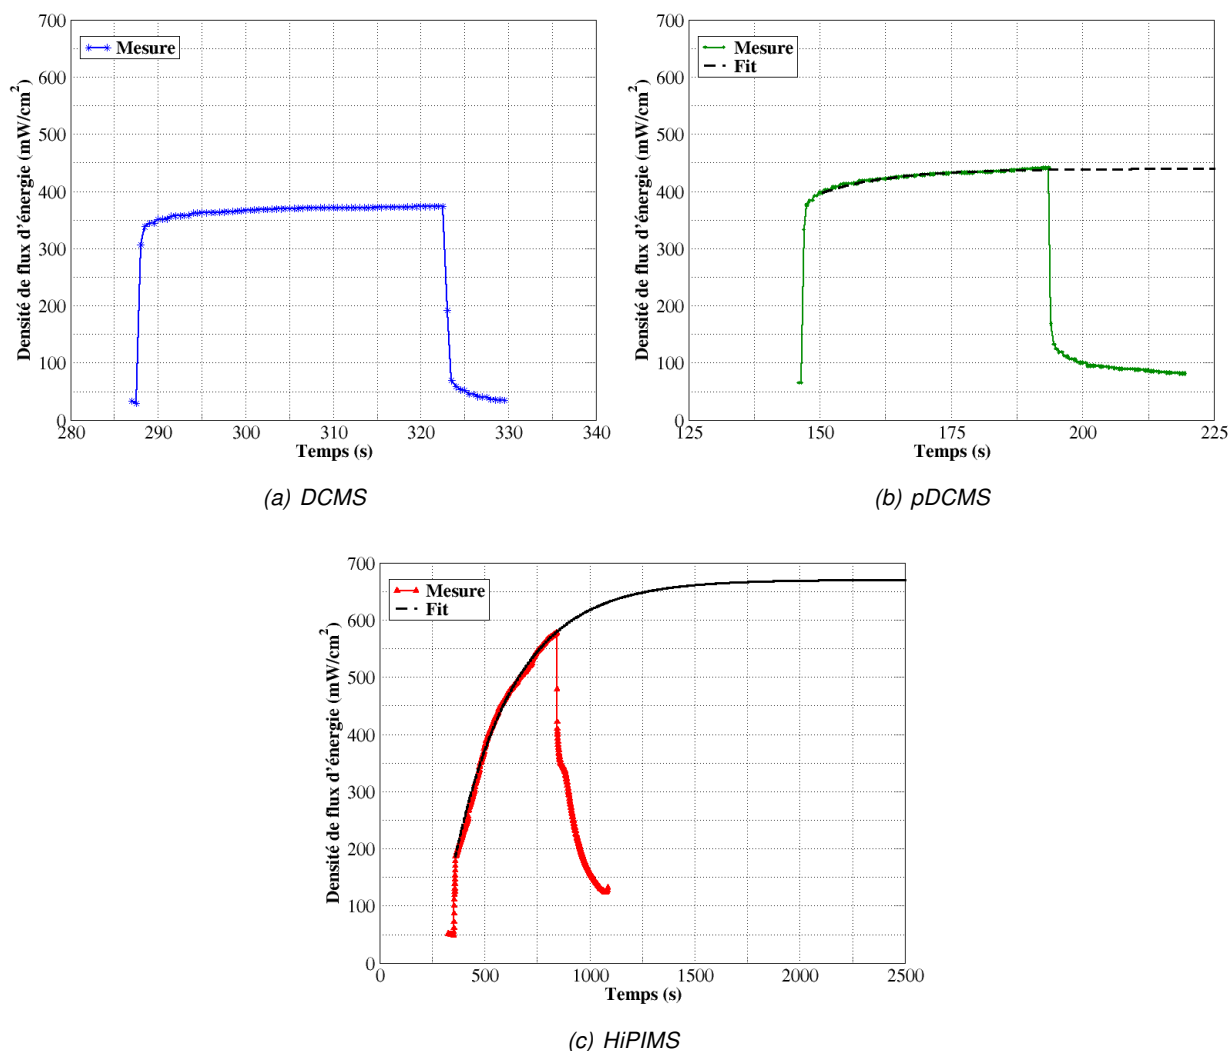 700
600
500
400
300
200
100
0
Densité de flux d'énergie (mW/cm²)
Mesure
280 290 300 310 320 330 340
Temps (s)
(a) DCMS
700
600
500
400
300
200
100
0
Densité de flux d'énergie (mW/cm²)
Mesure
Fit
125 150 175 200 225
Temps (s)
(b) pDCMS
700
600
500
400
300
200
100
0
Densité de flux d'énergie (mW/cm²)
Mesure
Fit
0 500 1000 1500 2000 2500
Temps (s)
(c) HiPIMS